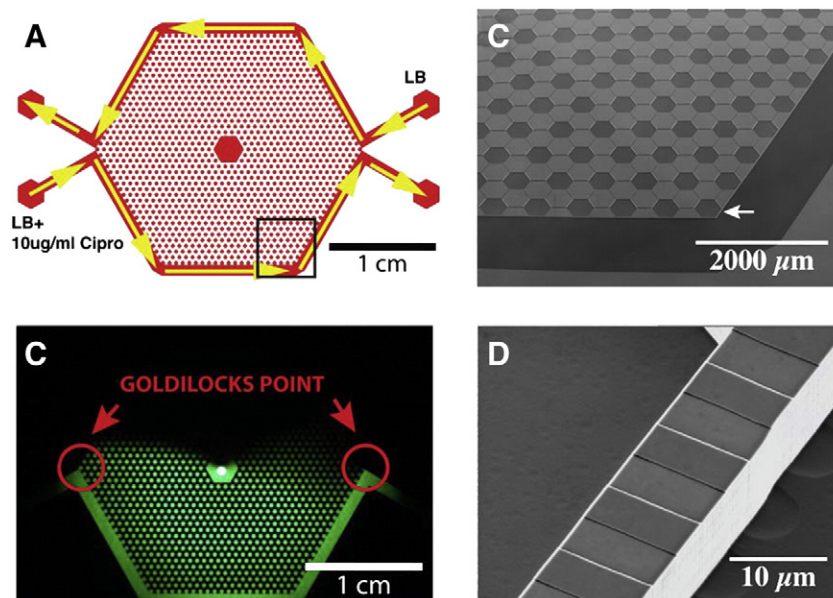 A
LB
LB+
10ug/ml Cipro
1 cm
C
2000 µm
C
GOLDILOCKS POINT
1 cm
D
10 µm